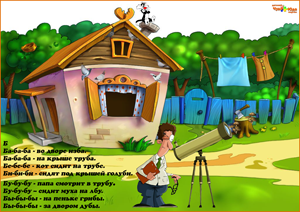 Б
Ба-ба-ба - во дворе изба.
Ба-ба-ба - на крыше труба.
Бе-бе-бе - кот сидит на трубе.
Би-би-би - сидит под крышей голуби.
Бу-бу-бу - папа смотрит в трубу.
Бу-бу-бу - сидит муха на лбу.
Бы-бы-бы - на пеньке грибы.
Бы-бы-бы - за двором дубы.